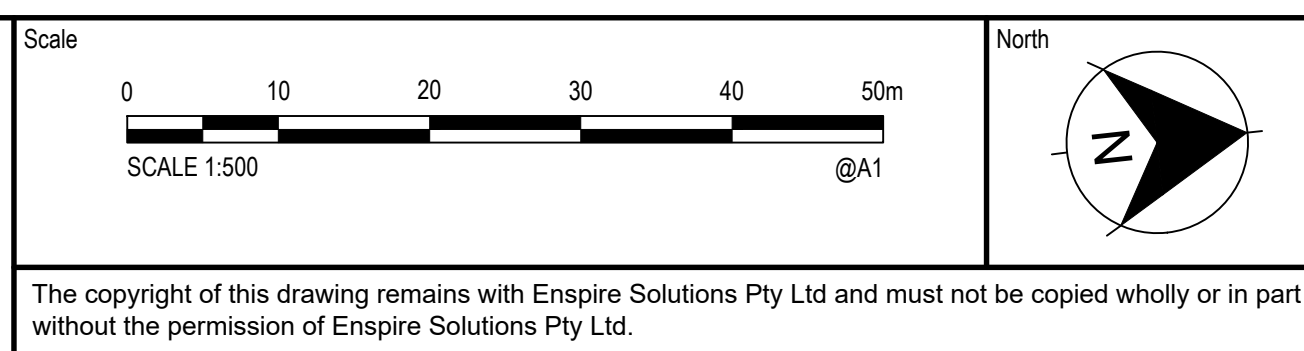 Scale
North
0 10 20 30 40 50m
SCALE 1:500 @A1
N
The copyright of this drawing remains with Enspire Solutions Pty Ltd and must not be copied wholly or in part
without the permission of Enspire Solutions Pty Ltd.